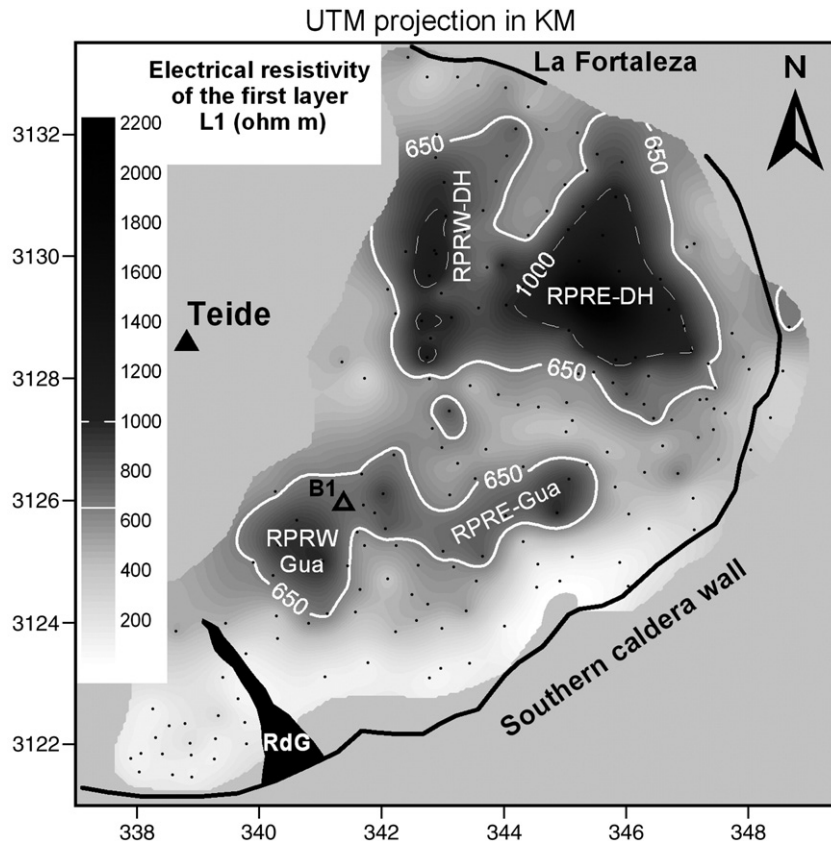 UTM projection in KM
Electrical resistivity
of the first layer
L1 (ohm m)
La Fortaleza
N
2200
2000
1800
1600
1400
1200
1000
800
600
400
200
3132
3130
3128
3126
3124
3122
650
650
RPRW-DH
1000
RPRE-DH
Teide
650
B1
650
RPRE-Gua
RPRW
Gua
650
Southern caldera wall
RdG
338
340
342
344
346
348